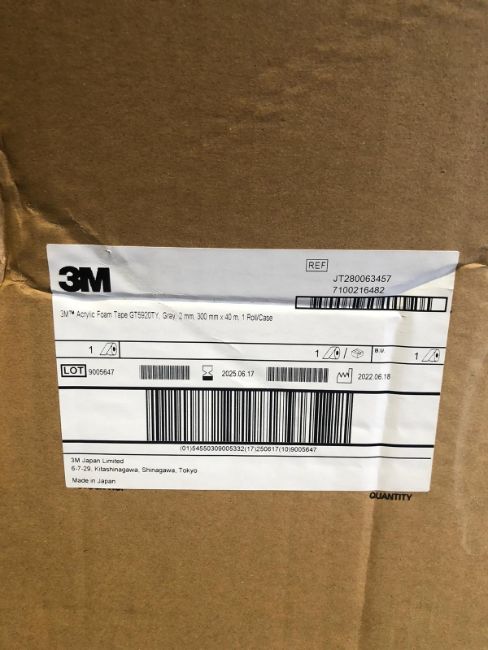 3M
REF
JT280063457
7100216482
3M™ Acrylic Foam Tape GT5920TY, Gray, 2 mm, 300 mm x 40 m, 1 Roll/Case
1
1 /
B.V.
1
LOT 9005647
2025.06.17
2022.06.18
(01)54550309005332(17)250617(10)9005647
3M Japan Limited
6-7-29, Kitashinagawa, Shinagawa, Tokyo
Made in Japan
QUANTITY